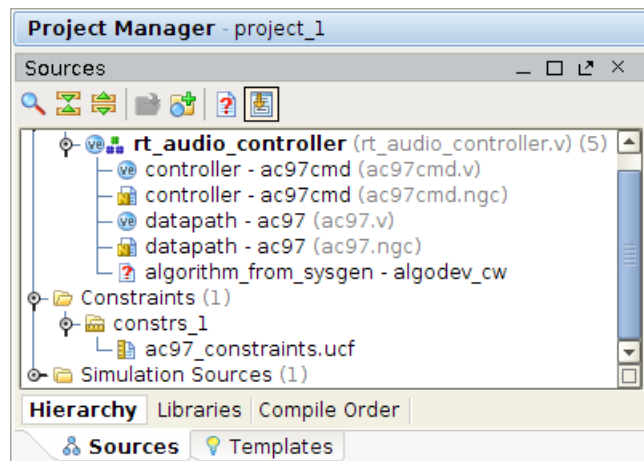 Project Manager - project_1
Sources
rt_audio_controller (rt_audio_controller.v) (5)
controller - ac97cmd (ac97cmd.v)
controller - ac97cmd (ac97cmd.ngc)
datapath - ac97 (ac97.v)
datapath - ac97 (ac97.ngc)
algorithm_from_sysgen - algodev_cw
Constraints (1)
constrs_1
ac97_constraints.ucf
Simulation Sources (1)
Hierarchy Libraries Compile Order
Sources Templates